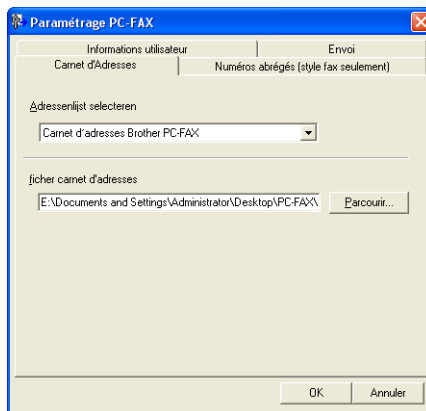 Paramétrage PC-FAX
Informations utilisateur
Envoi
Carnet d'Adresses
Numéros abrégés (style fax seulement)
Adressenlijst selecteren
Carnet d'adresses Brother PC-FAX
ficher carnet d'adresses
E:\Documents and Settings\Administrator\Desktop\PC-FAX\
Parcourir...
OK
Annuler